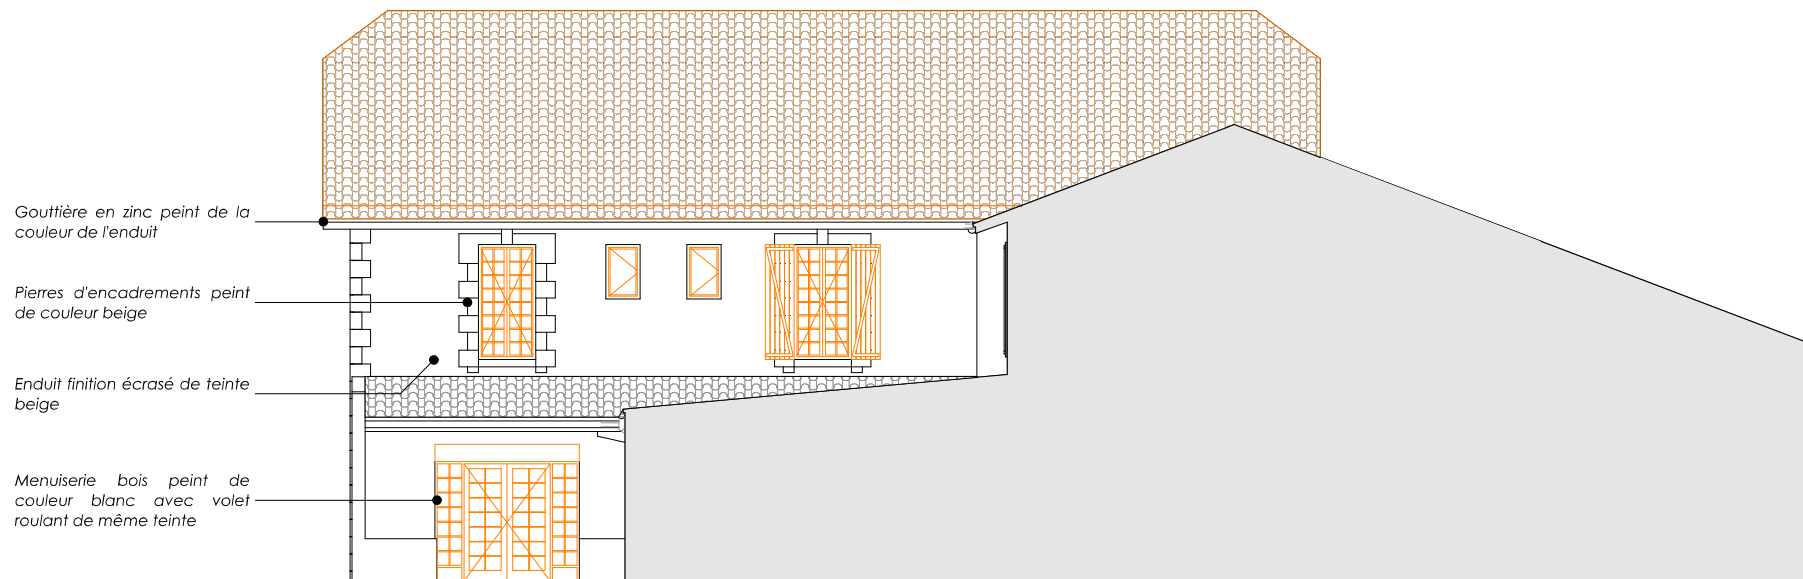 Gouttière en zinc peint de la
couleur de l'enduit
Pierres d'encadrements peint
de couleur beige
Enduit finition écrasé de teinte
beige
Menuiserie bois peint de
couleur blanc avec volet
roulant de même teinte